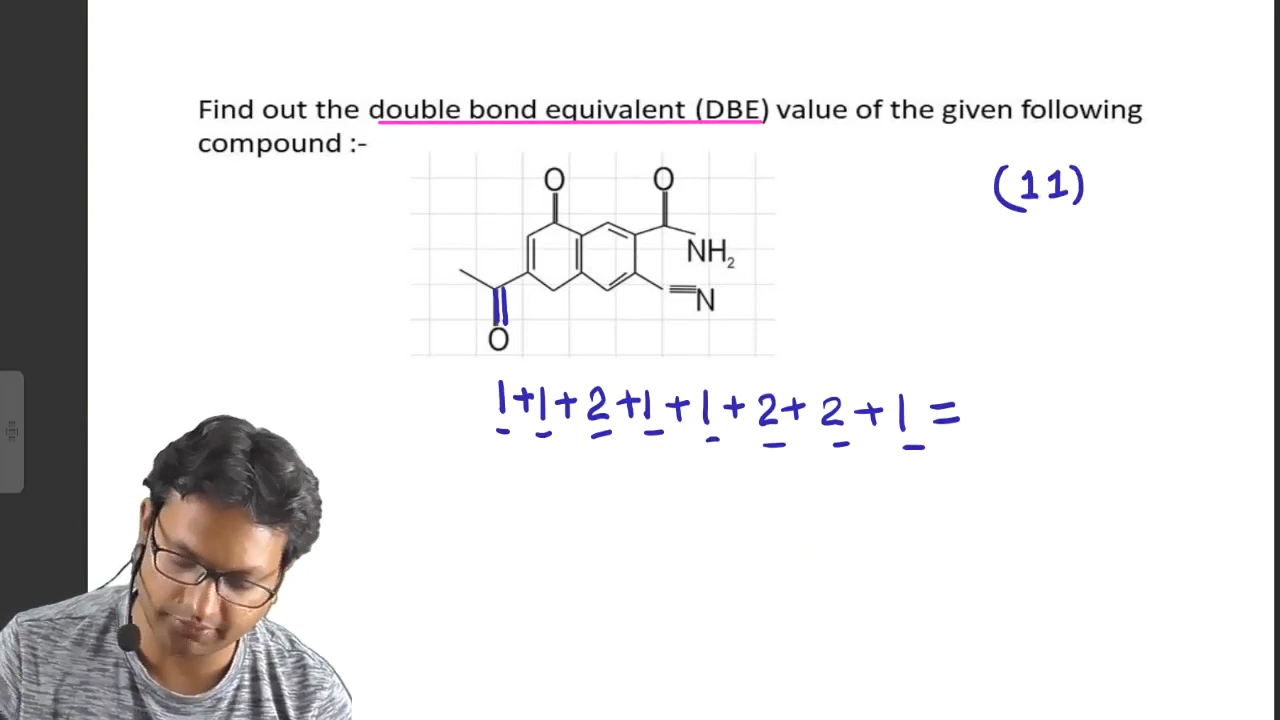 Find out the double bond equivalent (DBE) value of the given following
compound :-
(11)
O
O
NH2
N
O
1+1+2+1+1+2+2+1=